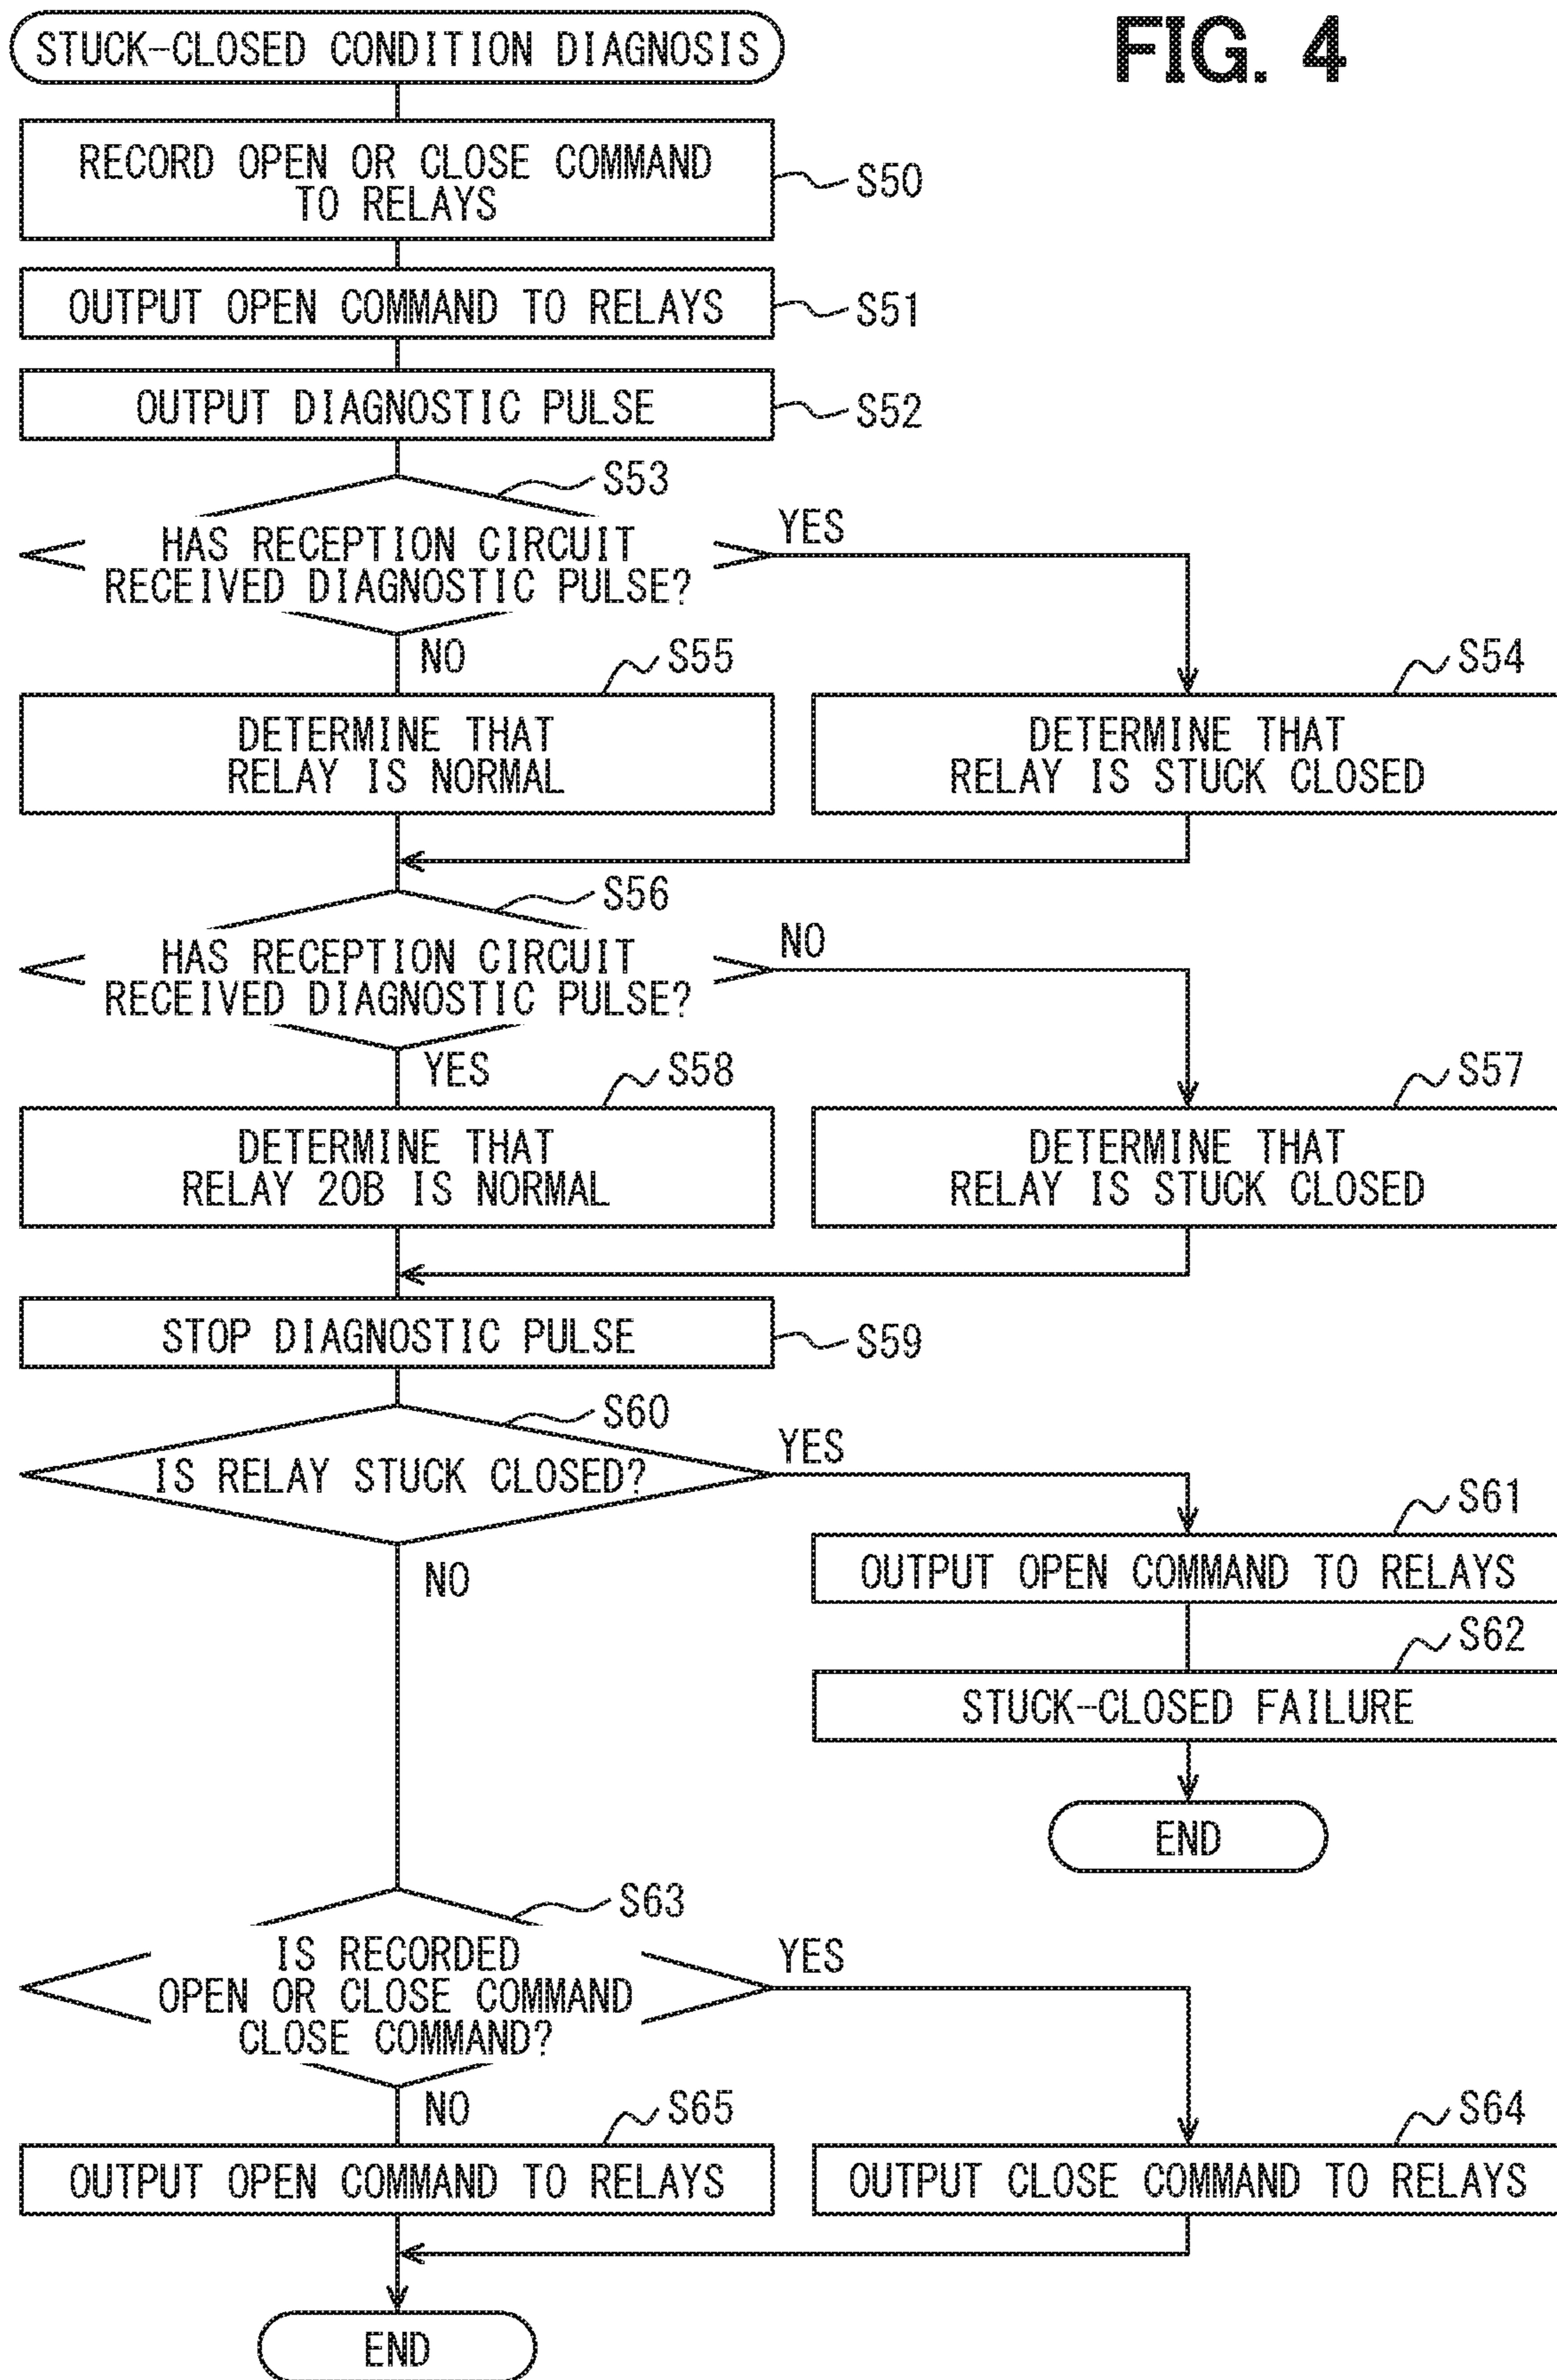 FIG. 4
STUCK-CLOSED CONDITION DIAGNOSIS
RECORD OPEN OR CLOSE COMMAND
TO RELAYS
S50
OUTPUT OPEN COMMAND TO RELAYS
S51
OUTPUT DIAGNOSTIC PULSE
S52
S53
HAS RECEPTION CIRCUIT
RECEIVED DIAGNOSTIC PULSE?
YES
NO
S55
DETERMINE THAT
RELAY IS NORMAL
S54
DETERMINE THAT
RELAY IS STUCK CLOSED
S56
HAS RECEPTION CIRCUIT
RECEIVED DIAGNOSTIC PULSE?
NO
YES
S58
DETERMINE THAT
RELAY 20B IS NORMAL
S57
DETERMINE THAT
RELAY IS STUCK CLOSED
STOP DIAGNOSTIC PULSE
S59
S60
IS RELAY STUCK CLOSED?
YES
NO
S61
OUTPUT OPEN COMMAND TO RELAYS
S62
STUCK-CLOSED FAILURE
END
S63
IS RECORDED
OPEN OR CLOSE COMMAND
CLOSE COMMAND?
YES
NO
S65
OUTPUT OPEN COMMAND TO RELAYS
S64
OUTPUT CLOSE COMMAND TO RELAYS
END